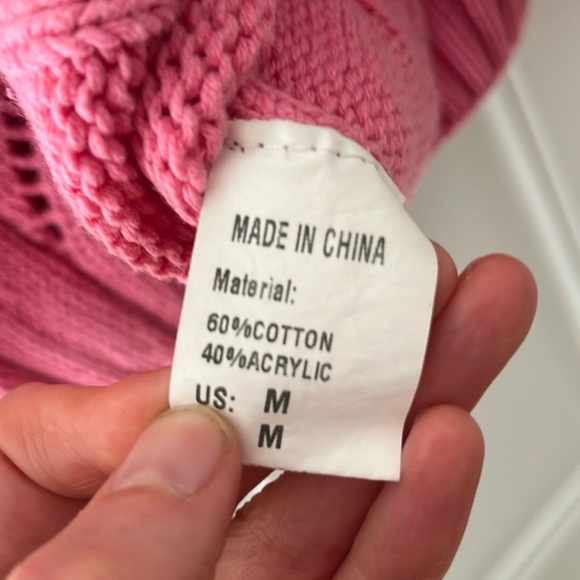 MADE IN CHINA
Material:
60%COTTON
40%ACRYLIC
US: M
M